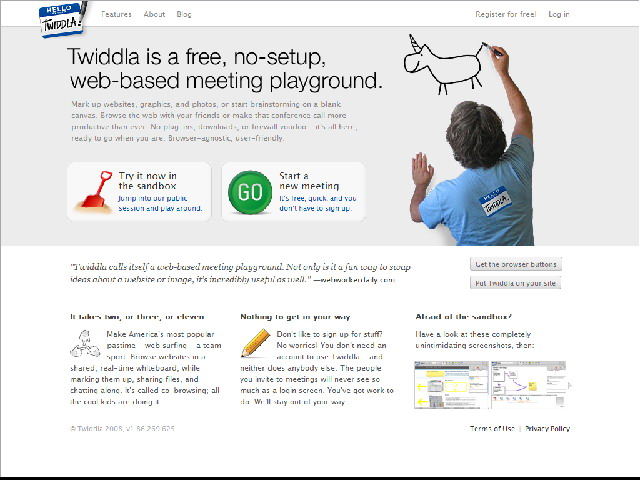 HELLO
TWIDDLA!
Features About Blog Register for free! Log in
Twiddla is a free, no-setup,
web-based meeting playground.
Mark up websites, graphics, and photos, or start brainstorming on a blank
canvas. Browse the web with your friends or make that conference call more
productive than ever. No plug-ins, downloads, or firewall voodoo - it's all here,
ready to go when you are. Browser-agnostic, user-friendly.
Try it now in
the sandbox
Jump into our public
session and play around.
GO
Start a
new meeting
It's free, quick, and you
don't have to sign up.
HELLO
TWIDDLA!
"Twiddla calls itself a web-based meeting playground. Not only is it a fun way to swap
ideas about a website or image, it's incredibly useful as well." —webworkerdaily.com
Get the browser buttons
Put Twiddla on your site
It takes two, or three, or eleven
Make America's most popular
pastime - web surfing - a team
sport. Browse websites in a
shared, real-time whiteboard, while
marking them up, sharing files, and
chatting along. It's called co-browsing; all
the cool kids are doing it.
Nothing to get in your way
Don't like to sign up for stuff?
No worries! You don't need an
account to use Twiddla - and
neither does anybody else. The people
you invite to meetings will never see so
much as a login screen. You've got work to
do. We'll stay out of your way.
Afraid of the sandbox?
Have a look at these completely
unintimidating screenshots, then:
© Twiddla 2008, v1.86.269.625
Terms of Use | Privacy Policy